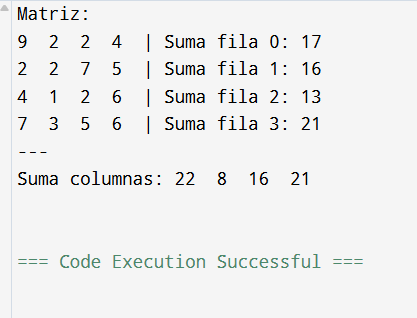 Matriz:
9  2  2  4  | Suma fila 0: 17
2  2  7  5  | Suma fila 1: 16
4  1  2  6  | Suma fila 2: 13
7  3  5  6  | Suma fila 3: 21
---
Suma columnas: 22  8  16  21
=== Code Execution Successful ===